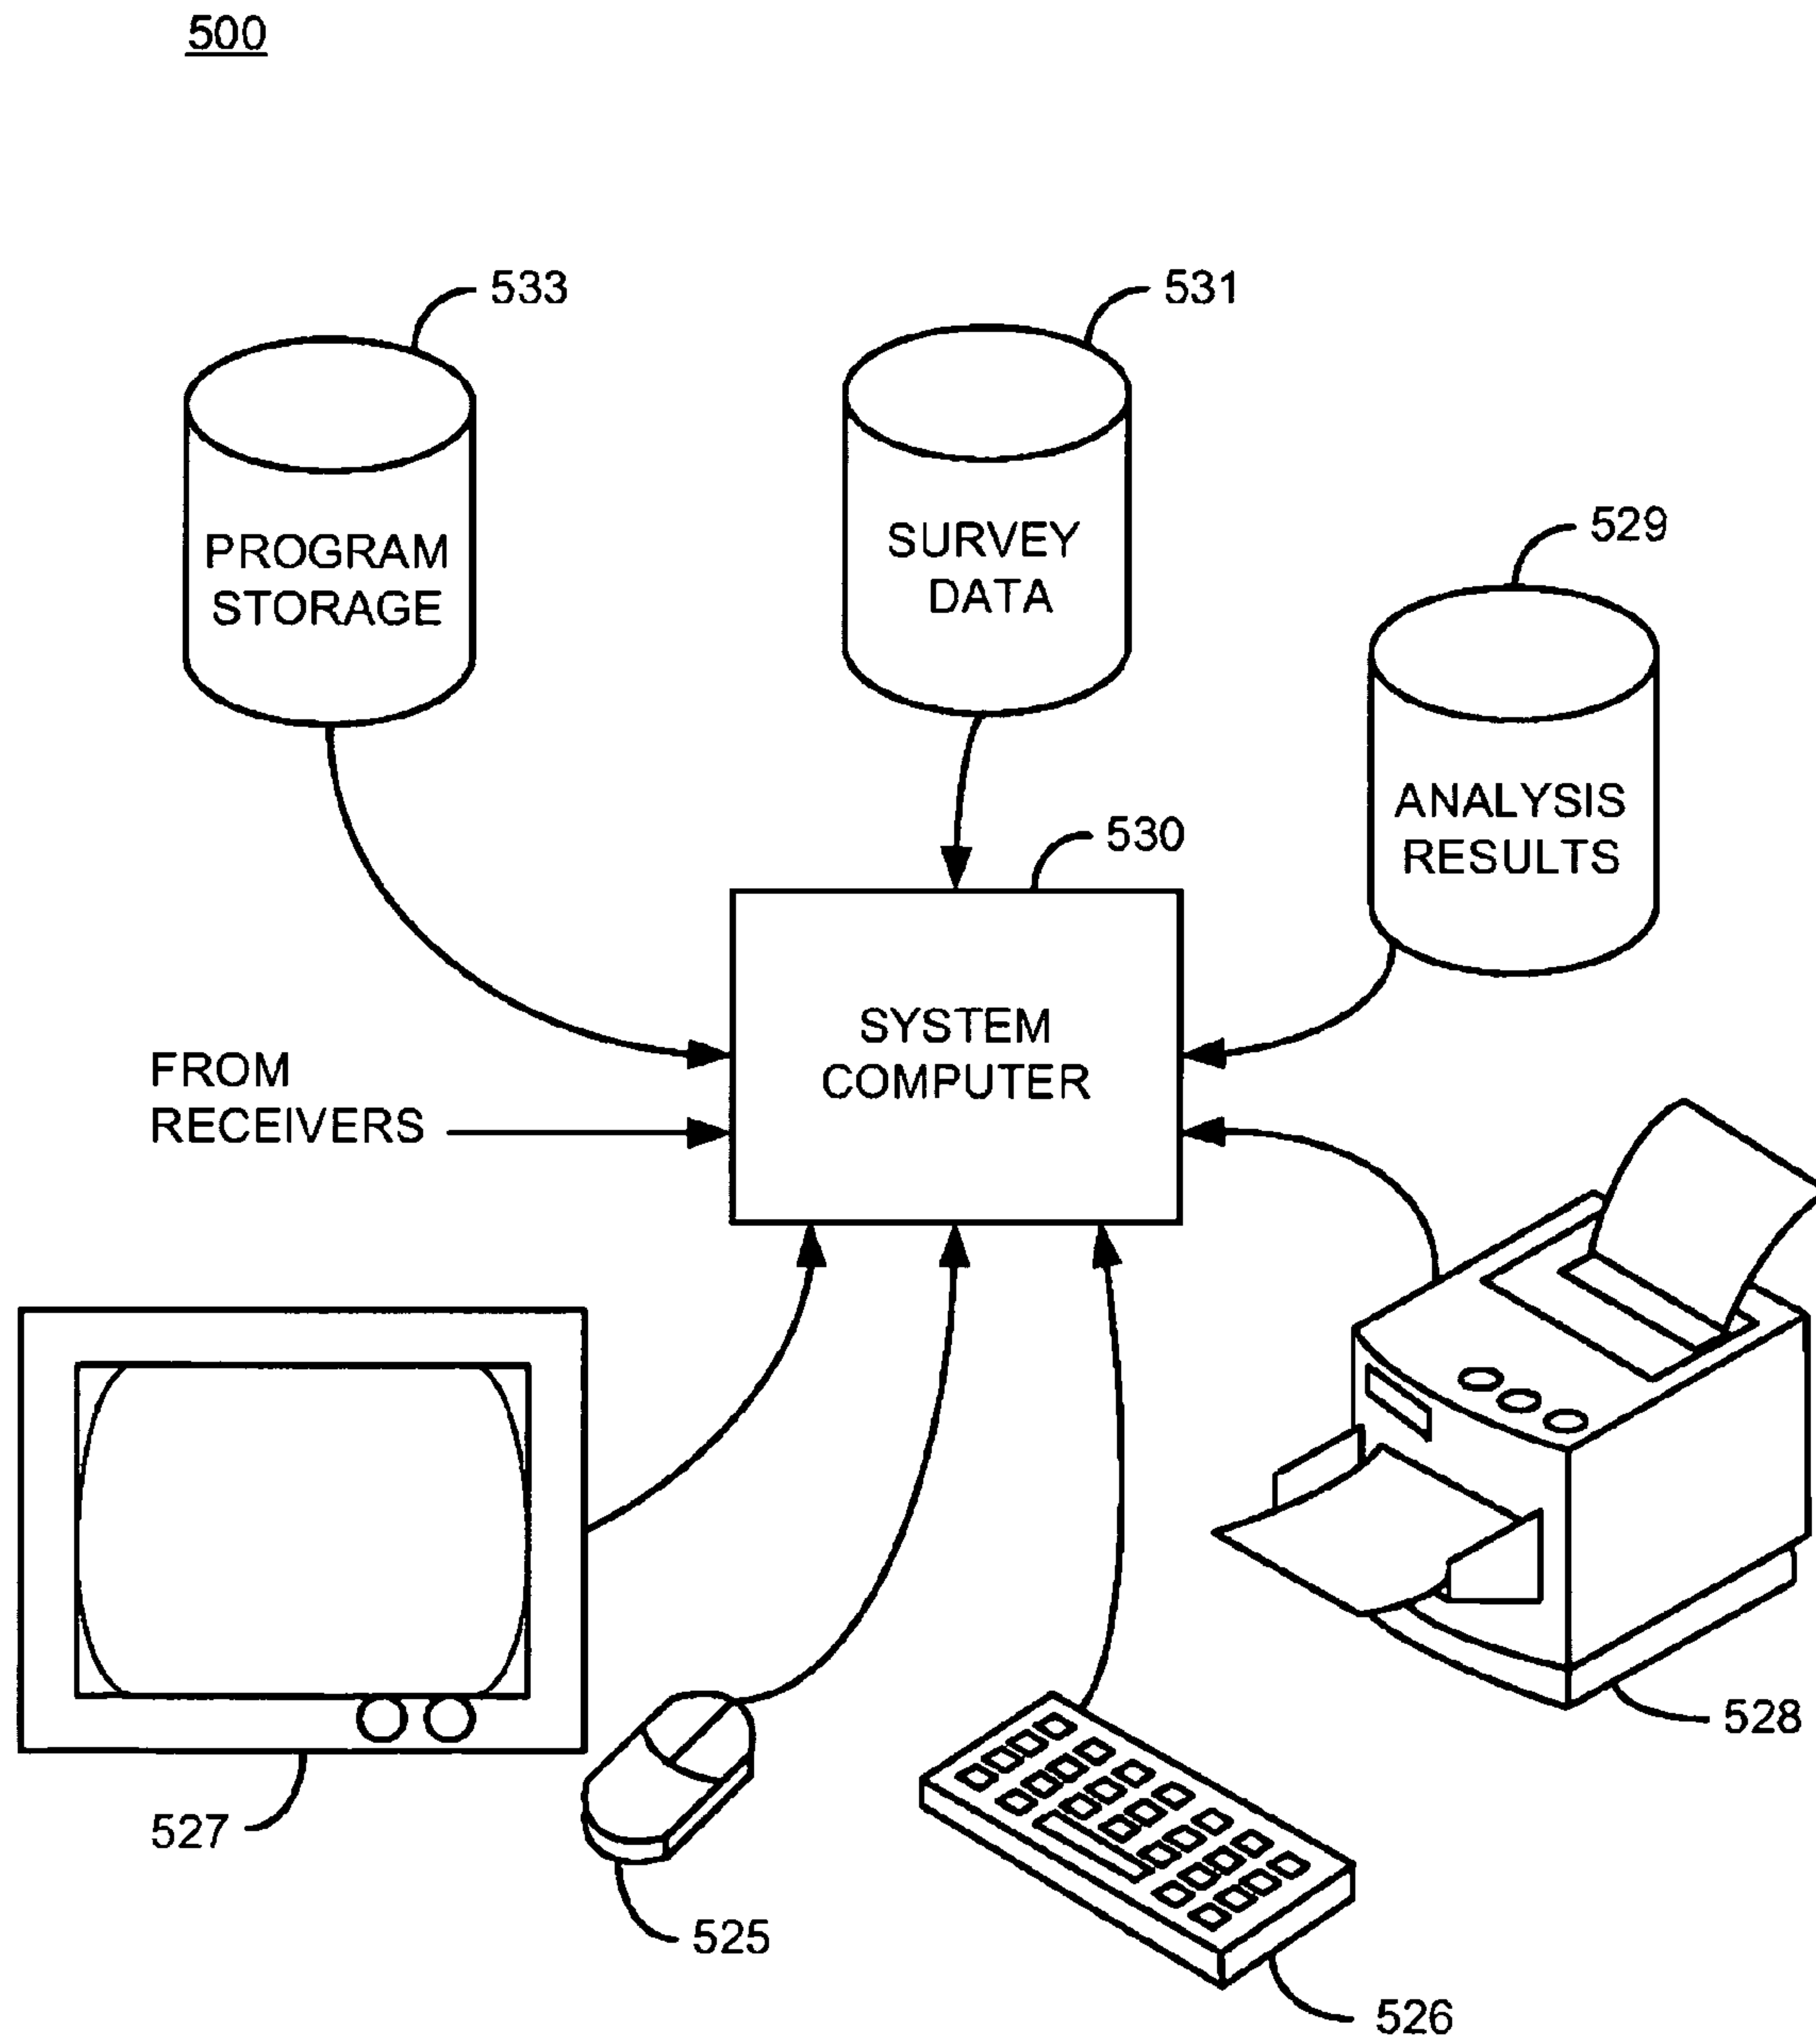 500
533
531
PROGRAM
STORAGE
SURVEY
DATA
529
ANALYSIS
RESULTS
530
SYSTEM
COMPUTER
FROM
RECEIVERS
528
527
525
526